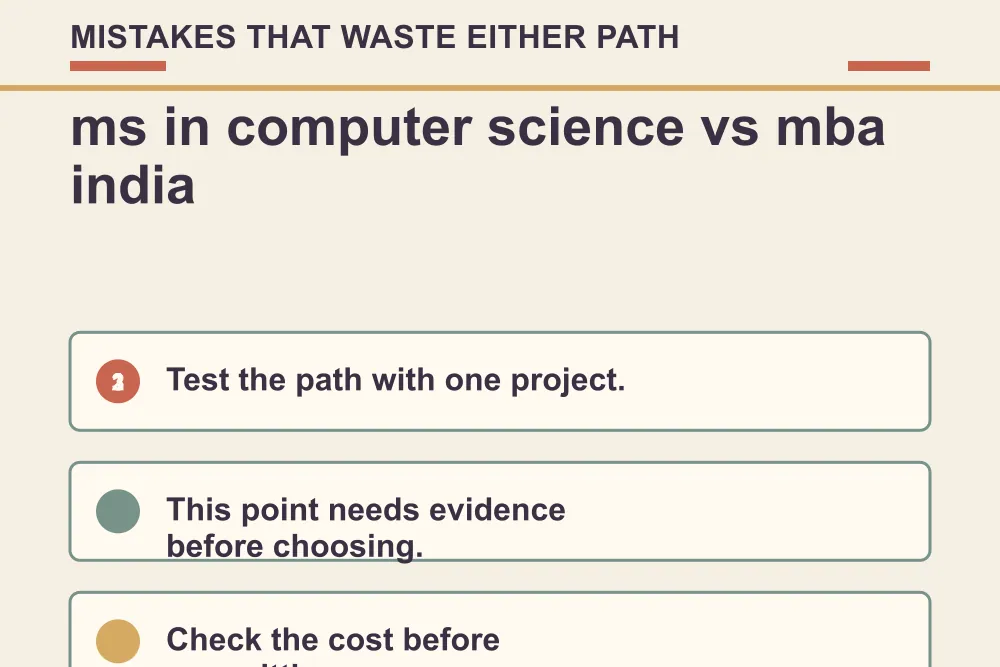 MISTAKES THAT WASTE EITHER PATH
ms in computer science vs mba
india
Test the path with one project.
This point needs evidence
before choosing.
Check the cost before